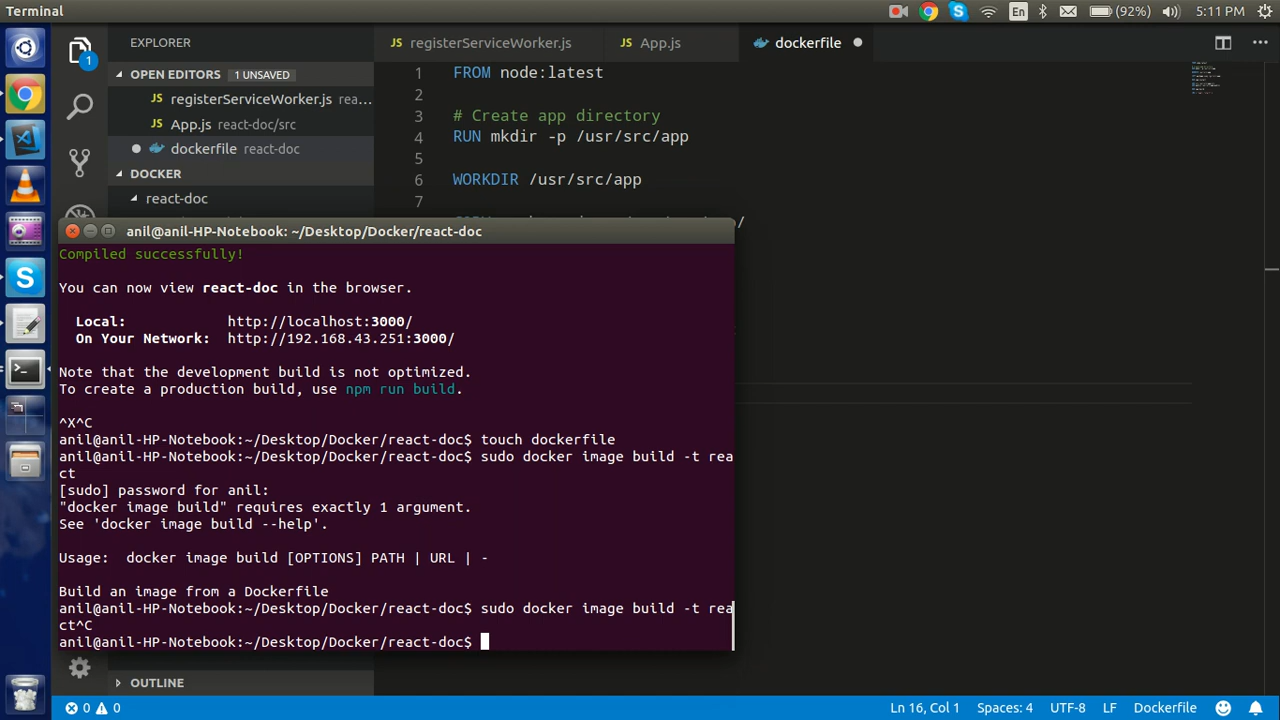 Terminal
En
(92%)
5:11 PM
EXPLORER
registerServiceWorker.js
App.js
dockerfile
1
OPEN EDITORS 1 UNSAVED
JS registerServiceWorker.js rea...
JS App.js react-doc/src
dockerfile react-doc
DOCKER
react-doc
1 FROM node:latest
2
3 # Create app directory
4 RUN mkdir -p /usr/src/app
5
6 WORKDIR /usr/src/app
7
anil@anil-HP-Notebook: ~/Desktop/Docker/react-doc
Compiled successfully!
You can now view react-doc in the browser.
Local: http://localhost:3000/
On Your Network: http://192.168.43.251:3000/
Note that the development build is not optimized.
To create a production build, use npm run build.
^X^C
anil@anil-HP-Notebook:~/Desktop/Docker/react-doc$ touch dockerfile
anil@anil-HP-Notebook:~/Desktop/Docker/react-doc$ sudo docker image build -t rea
ct
[sudo] password for anil:
"docker image build" requires exactly 1 argument.
See 'docker image build --help'.
Usage: docker image build [OPTIONS] PATH | URL | -
Build an image from a Dockerfile
anil@anil-HP-Notebook:~/Desktop/Docker/react-doc$ sudo docker image build -t rea
ct^C
anil@anil-HP-Notebook:~/Desktop/Docker/react-doc$
OUTLINE
0 0
Ln 16, Col 1 Spaces: 4 UTF-8 LF Dockerfile